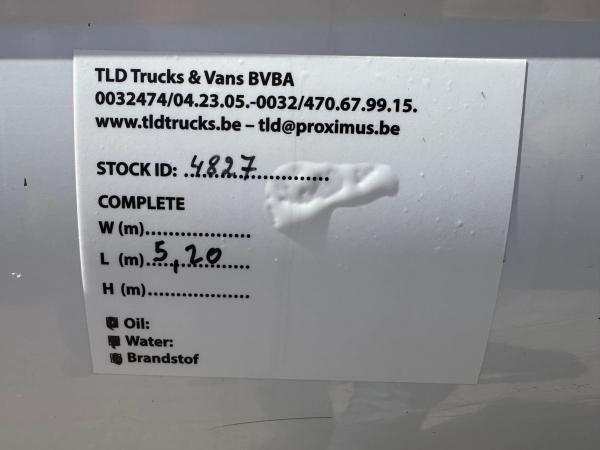 TLD Trucks & Vans BVBA
0032474/04.23.05.-0032/470.67.99.15.
www.tldtrucks.be – tld@proximus.be
STOCK ID: 4827
COMPLETE
W (m)....................
L (m) 5,20
H (m)....................
Oil:
Water:
Brandstof